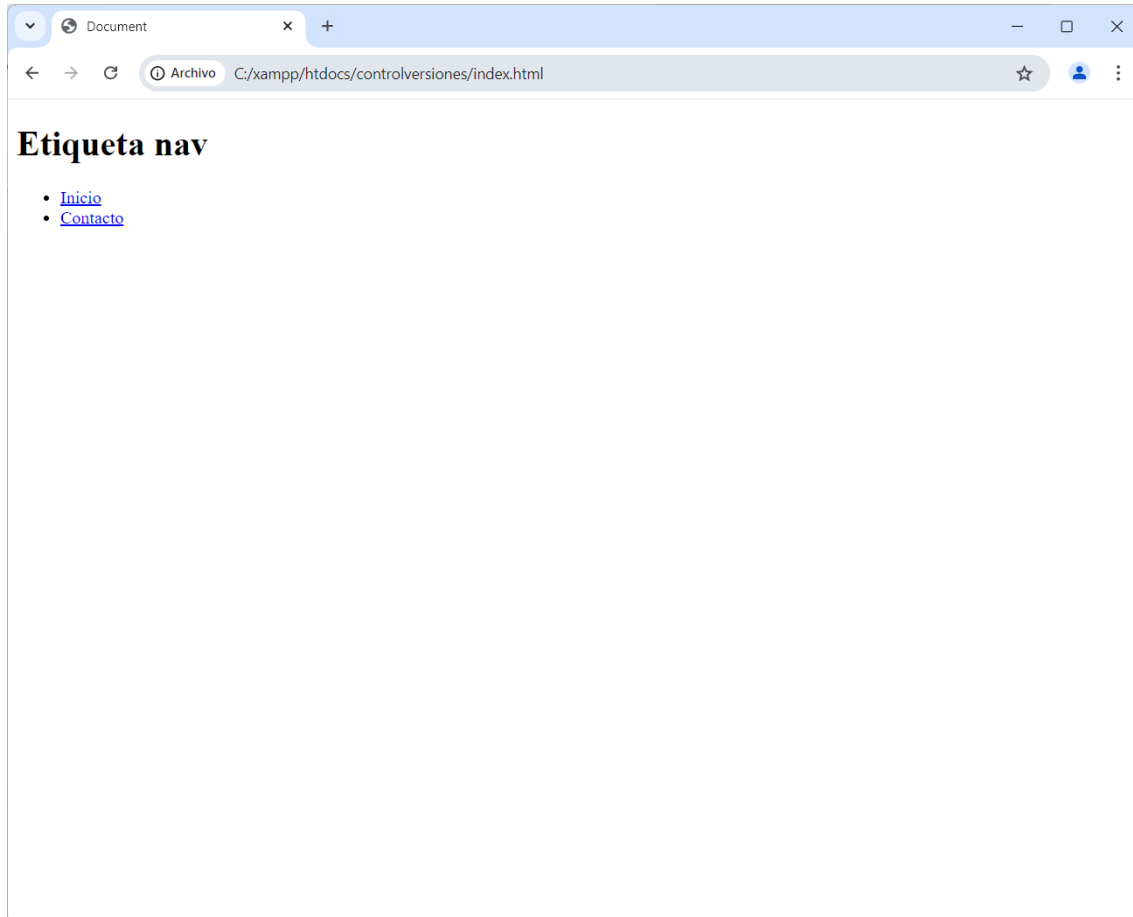 Document
Archivo C:/xampp/htdocs/controlversiones/index.html
Etiqueta nav
Inicio
Contacto